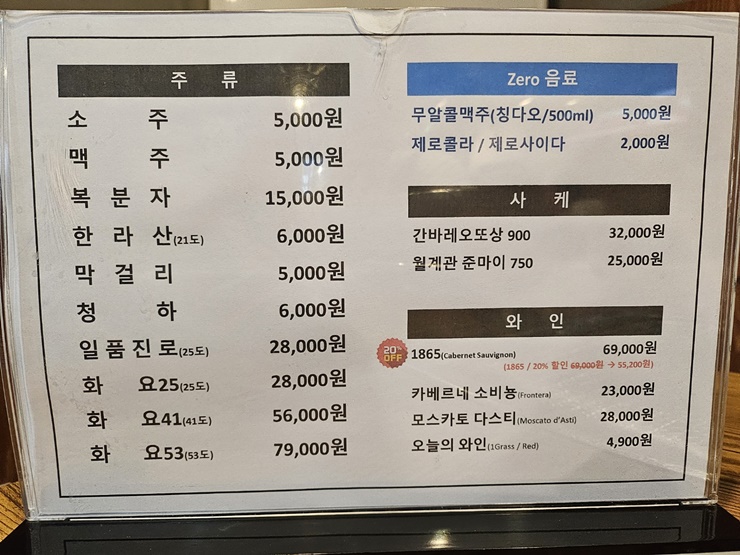 주 류
소 주 5,000원
맥 주 5,000원
복 분 자 15,000원
한 라 산(21도) 6,000원
막 걸 리 5,000원
청 하 6,000원
일 품 진 로(25도) 28,000원
화 요25(25도) 28,000원
화 요41(41도) 56,000원
화 요53(53도) 79,000원
Zero 음료
무알콜맥주(칭다오/500ml) 5,000원
제로콜라 / 제로사이다 2,000원
사 케
간바레오또상 900 32,000원
월계관 준마이 750 25,000원
와 인
20% OFF
1865(Cabernet Sauvignon) 69,000원
(1865 / 20% 할인 69,000원 → 55,200원)
카베르네 소비뇽(Frontera) 23,000원
모스카토 다스티(Moscato d'Asti) 28,000원
오늘의 와인(1Grass / Red) 4,900원